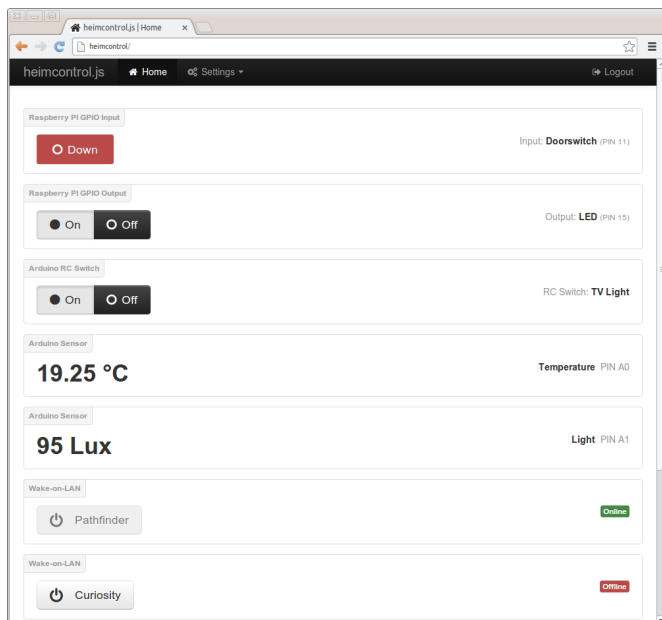 heimcontrol.js | Home
heimcontrol/
heimcontrol.js Home Settings Logout
Raspberry PI GPIO Input
Down
Input: Doorswitch (PIN 11)
Raspberry PI GPIO Output
On Off
Output: LED (PIN 15)
Arduino RC Switch
On Off
RC Switch: TV Light
Arduino Sensor
19.25 °C
Temperature PIN A0
Arduino Sensor
95 Lux
Light PIN A1
Wake-on-LAN
Pathfinder
Online
Wake-on-LAN
Curiosity
Offline